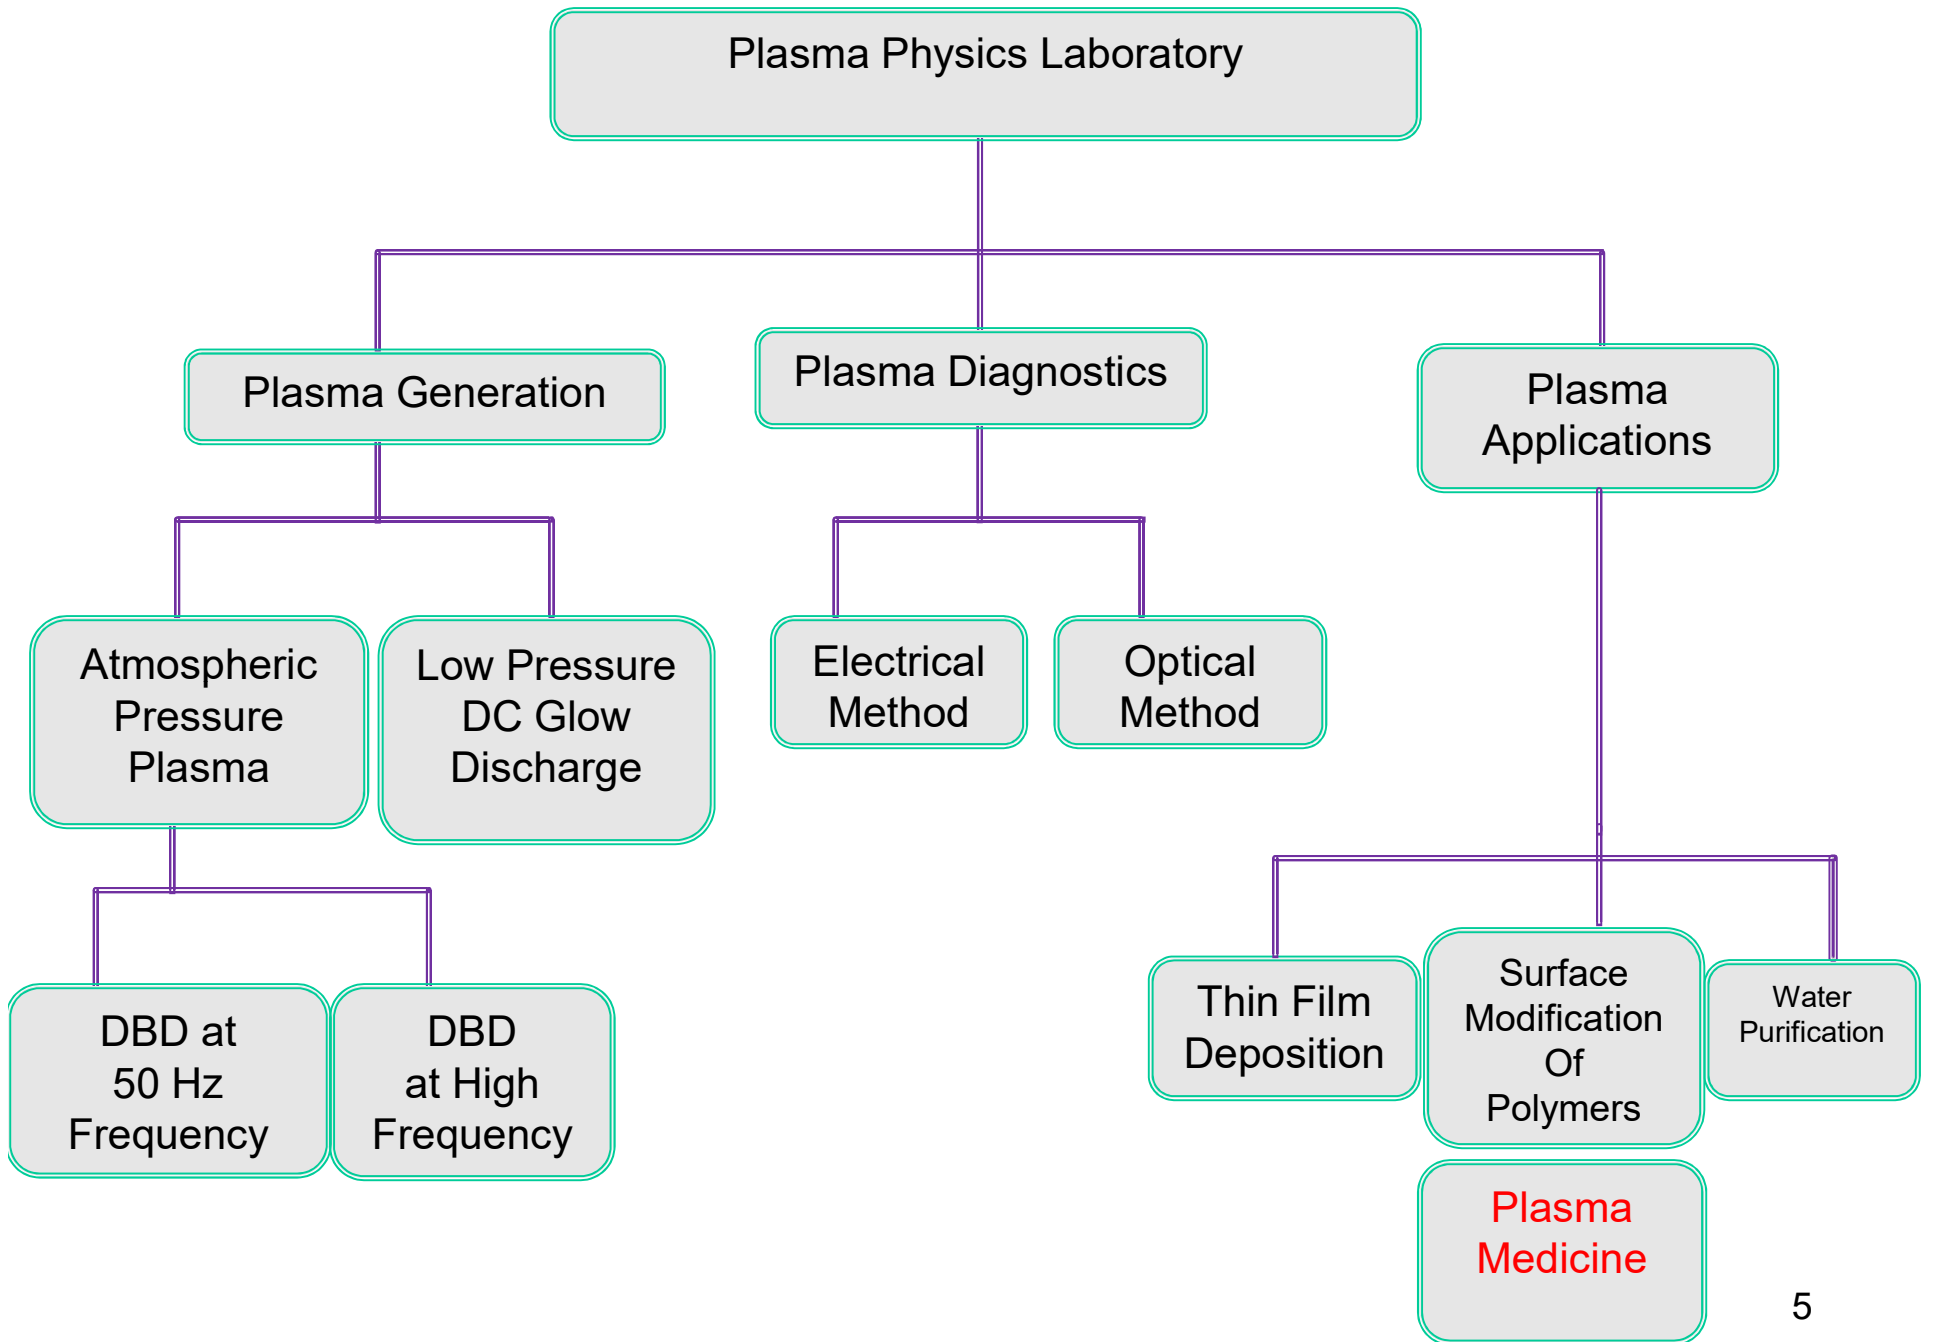 Plasma Physics Laboratory
Plasma Generation
Plasma Diagnostics
Plasma
Applications
Atmospheric
Pressure
Plasma
Low Pressure
DC Glow
Discharge
Electrical
Method
Optical
Method
DBD at
50 Hz
Frequency
DBD
at High
Frequency
Thin Film
Deposition
Surface
Modification
Of
Polymers
Water
Purification
Plasma
Medicine
5